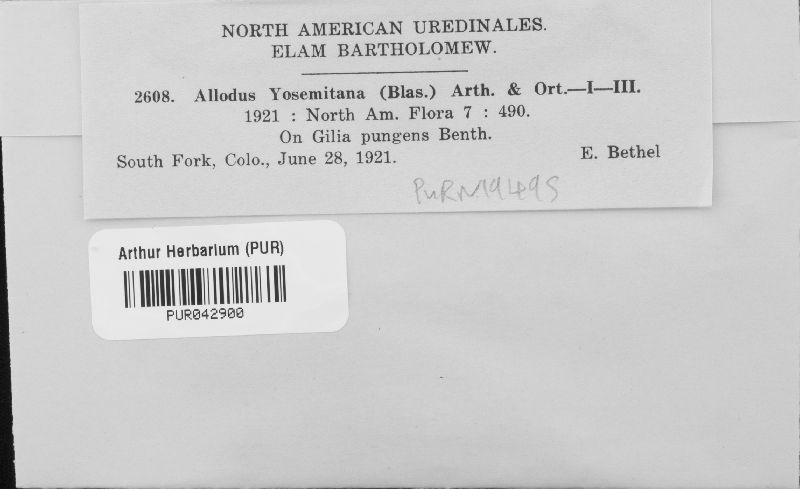 NORTH AMERICAN UREDINALES.
ELAM BARTHOLOMEW.
2608. Allodus Yosemitana (Blas.) Arth. & Ort.—I—III.
1921 : North Am. Flora 7 : 490.
On Gilia pungens Benth.
South Fork, Colo., June 28, 1921. E. Bethel
PURN19495
Arthur Herbarium (PUR)
PUR042900